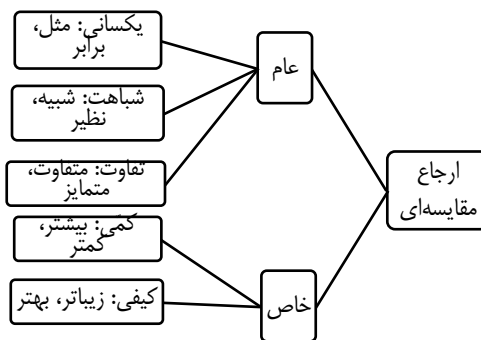 یکسانی: مثل،
برابر
عام
شباهت: شبیه،
نظیر
ارجاع
مقایسه‌ای
تفاوت: متفاوت،
متمایز
کمّی: بیشتر،
کمتر
کیفی: زیباتر، بهتر
خاص